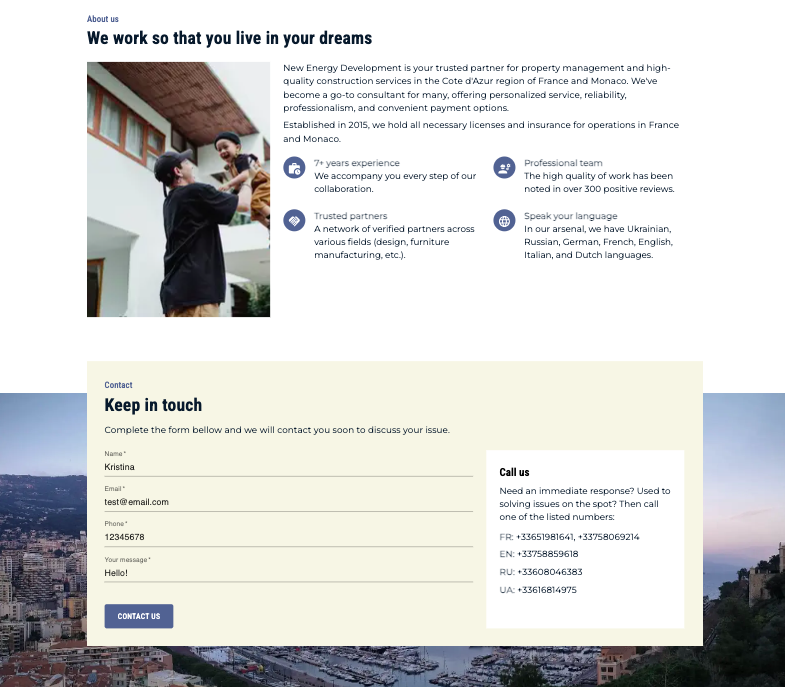 About us
We work so that you live in your dreams
New Energy Development is your trusted partner for property management and high-
quality construction services in the Cote d'Azur region of France and Monaco. We've
become a go-to consultant for many, offering personalized service, reliability,
professionalism, and convenient payment options.
Established in 2015, we hold all necessary licenses and insurance for operations in France
and Monaco.
7+ years experience
We accompany you every step of our
collaboration.
Professional team
The high quality of work has been
noted in over 300 positive reviews.
Trusted partners
A network of verified partners across
various fields (design, furniture
manufacturing, etc.).
Speak your language
In our arsenal, we have Ukrainian,
Russian, German, French, English,
Italian, and Dutch languages.
Contact
Keep in touch
Complete the form bellow and we will contact you soon to discuss your issue.
Name*
Kristina
Email*
test@email.com
Phone*
12345678
Your message*
Hello!
CONTACT US
Call us
Need an immediate response? Used to
solving issues on the spot? Then call
one of the listed numbers:
FR: +33651981641, +33758069214
EN: +33758859618
RU: +33608046383
UA: +33616814975